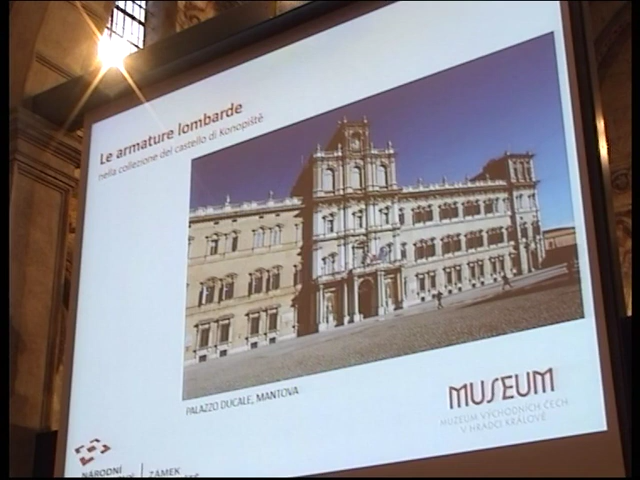 Le armature lombarde
nella collezione del castello di Konopiště
PALAZZO DUCALE, MANTOVA
MUSEUM
MUZEUM VÝCHODNÍCH ČECH
V HRADCI KRÁLOVÉ
NÁRODNÍ
ZÁMEK